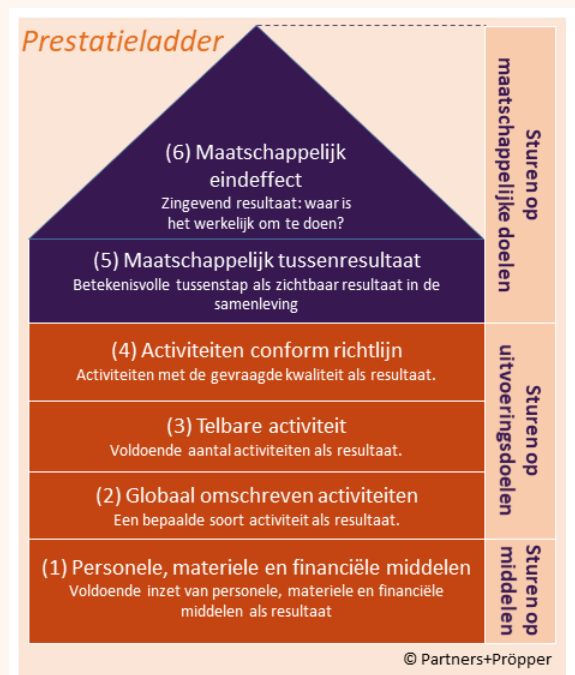 Prestatieladder
(6) Maatschappelijk
eindeffect
Zingevend resultaat: waar is
het werkelijk om te doen?
(5) Maatschappelijk tussenresultaat
Betekenisvolle tussenstap als zichtbaar resultaat in de
samenleving
Sturen op
maatschappelijke doelen
(4) Activiteiten conform richtlijn
Activiteiten met de gevraagde kwaliteit als resultaat.
(3) Telbare activiteit
Voldoende aantal activiteiten als resultaat.
(2) Globaal omschreven activiteiten
Een bepaalde soort activiteit als resultaat.
Sturen op
uitvoeringsdoelen
(1) Personele, materiele en financiële middelen
Voldoende inzet van personele, materiele en financiële
middelen als resultaat
Sturen op
middelen
© Partners+Pröpper